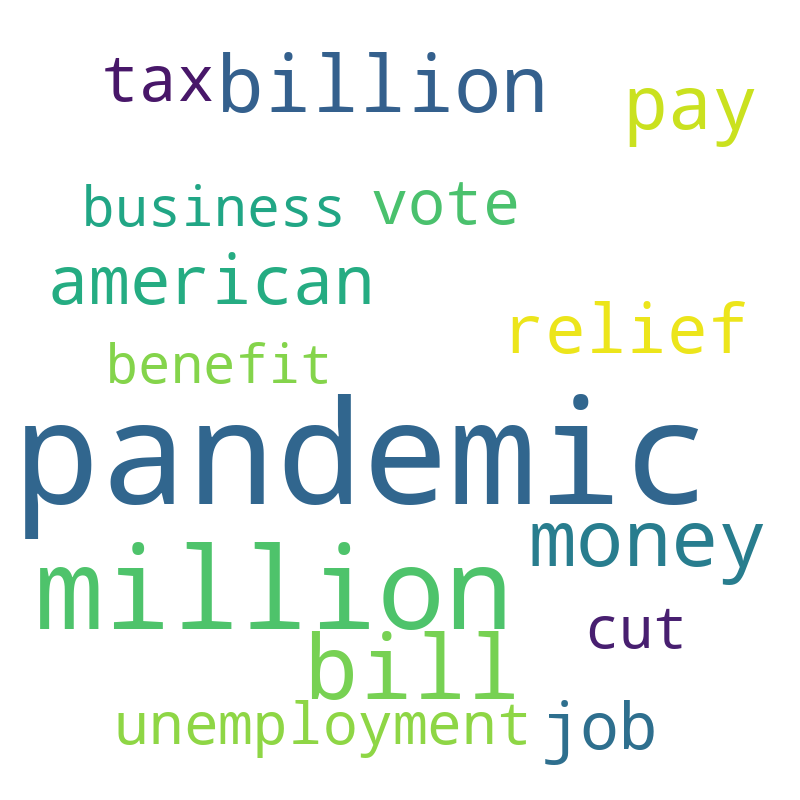 tax billion pay
business vote
american
relief
benefit
pandemic
money
million
cut
bill
unemployment job